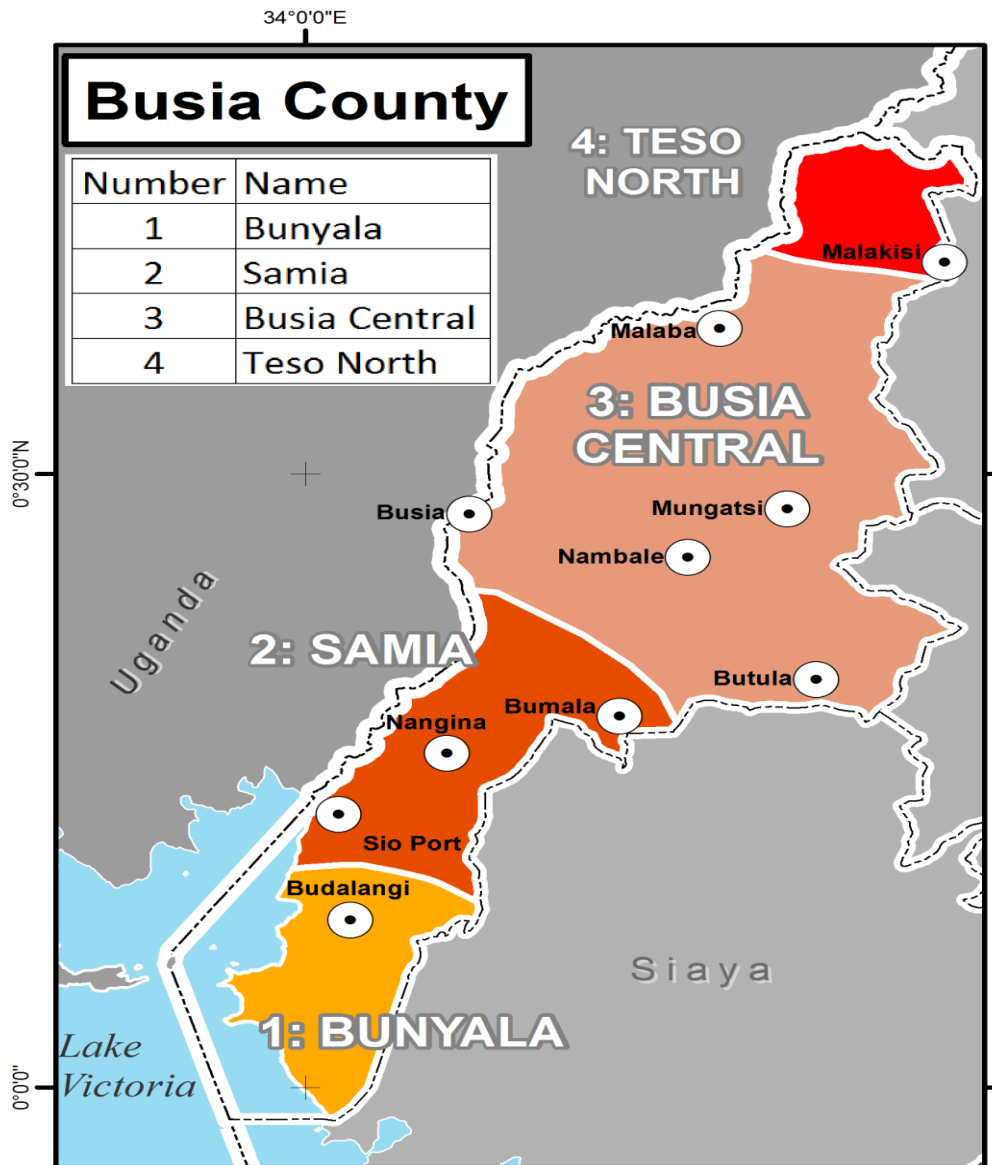 34°0'0"E
Busia County
Number Name
1 Bunyala
2 Samia
3 Busia Central
4 Teso North
4: TESO
NORTH
Malakisi
Malaba
3: BUSIA
CENTRAL
0°30'0"N
Busia
Mungatsi
Nambale
Uganda
2: SAMIA
Butula
Bumala
Nangina
Sio Port
Budalangi
Siaya
1: BUNYALA
Lake
Victoria
0°0'0"